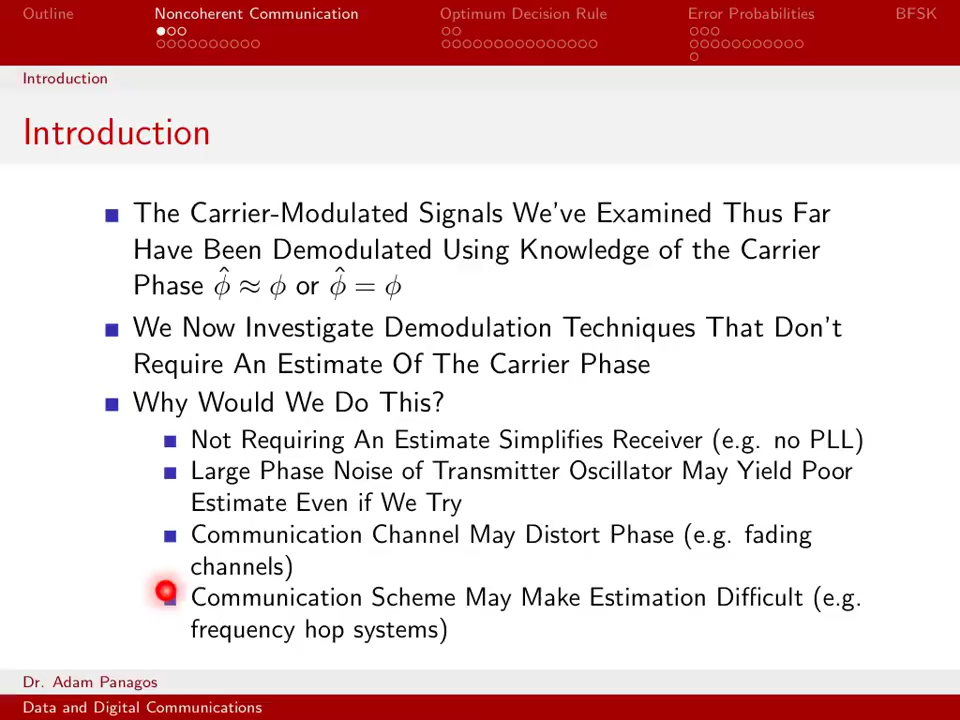 Outline Noncoherent Communication Optimum Decision Rule Error Probabilities BFSK
Introduction
Introduction
The Carrier-Modulated Signals We've Examined Thus Far
Have Been Demodulated Using Knowledge of the Carrier
Phase ϕ̂ ≈ ϕ or ϕ̂ = ϕ
We Now Investigate Demodulation Techniques That Don't
Require An Estimate Of The Carrier Phase
Why Would We Do This?
Not Requiring An Estimate Simplifies Receiver (e.g. no PLL)
Large Phase Noise of Transmitter Oscillator May Yield Poor
Estimate Even if We Try
Communication Channel May Distort Phase (e.g. fading
channels)
Communication Scheme May Make Estimation Difficult (e.g.
frequency hop systems)
Dr. Adam Panagos
Data and Digital Communications